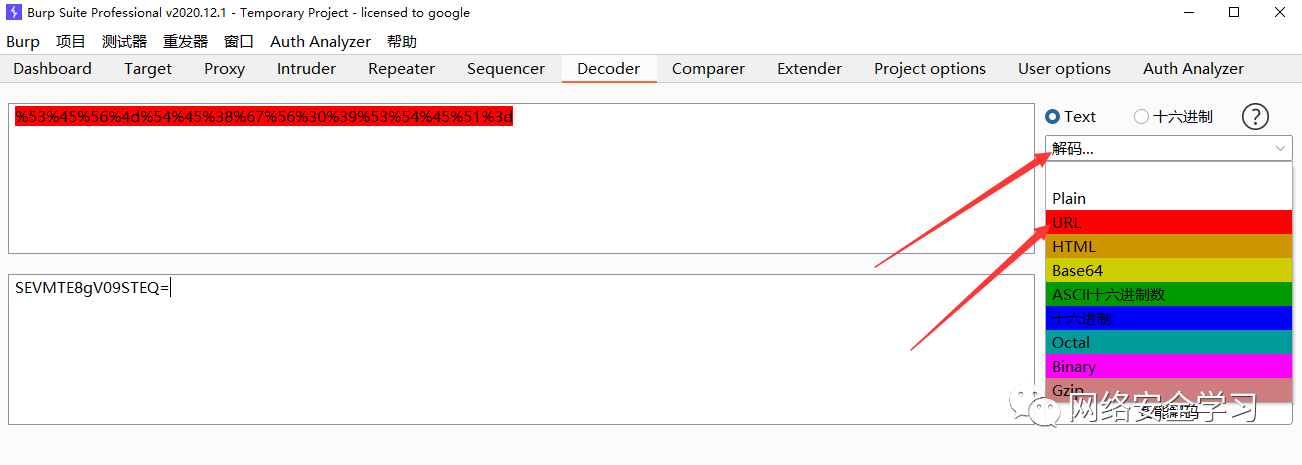 Burp Suite Professional v2020.12.1 - Temporary Project - licensed to google
Burp 项目 测试器 重发器 窗口 Auth Analyzer 帮助
Dashboard Target Proxy Intruder Repeater Sequencer Decoder Comparer Extender Project options User options Auth Analyzer
%53%45%56%4d%54%45%38%67%56%30%39%53%54%45%51%3d
Text 十六进制 ?
解码...
Plain
URL
HTML
Base64
ASCII十六进制数
十六进制
Octal
Binary
Gzip
SEVMTE8gV09STEQ=
网络安全学习